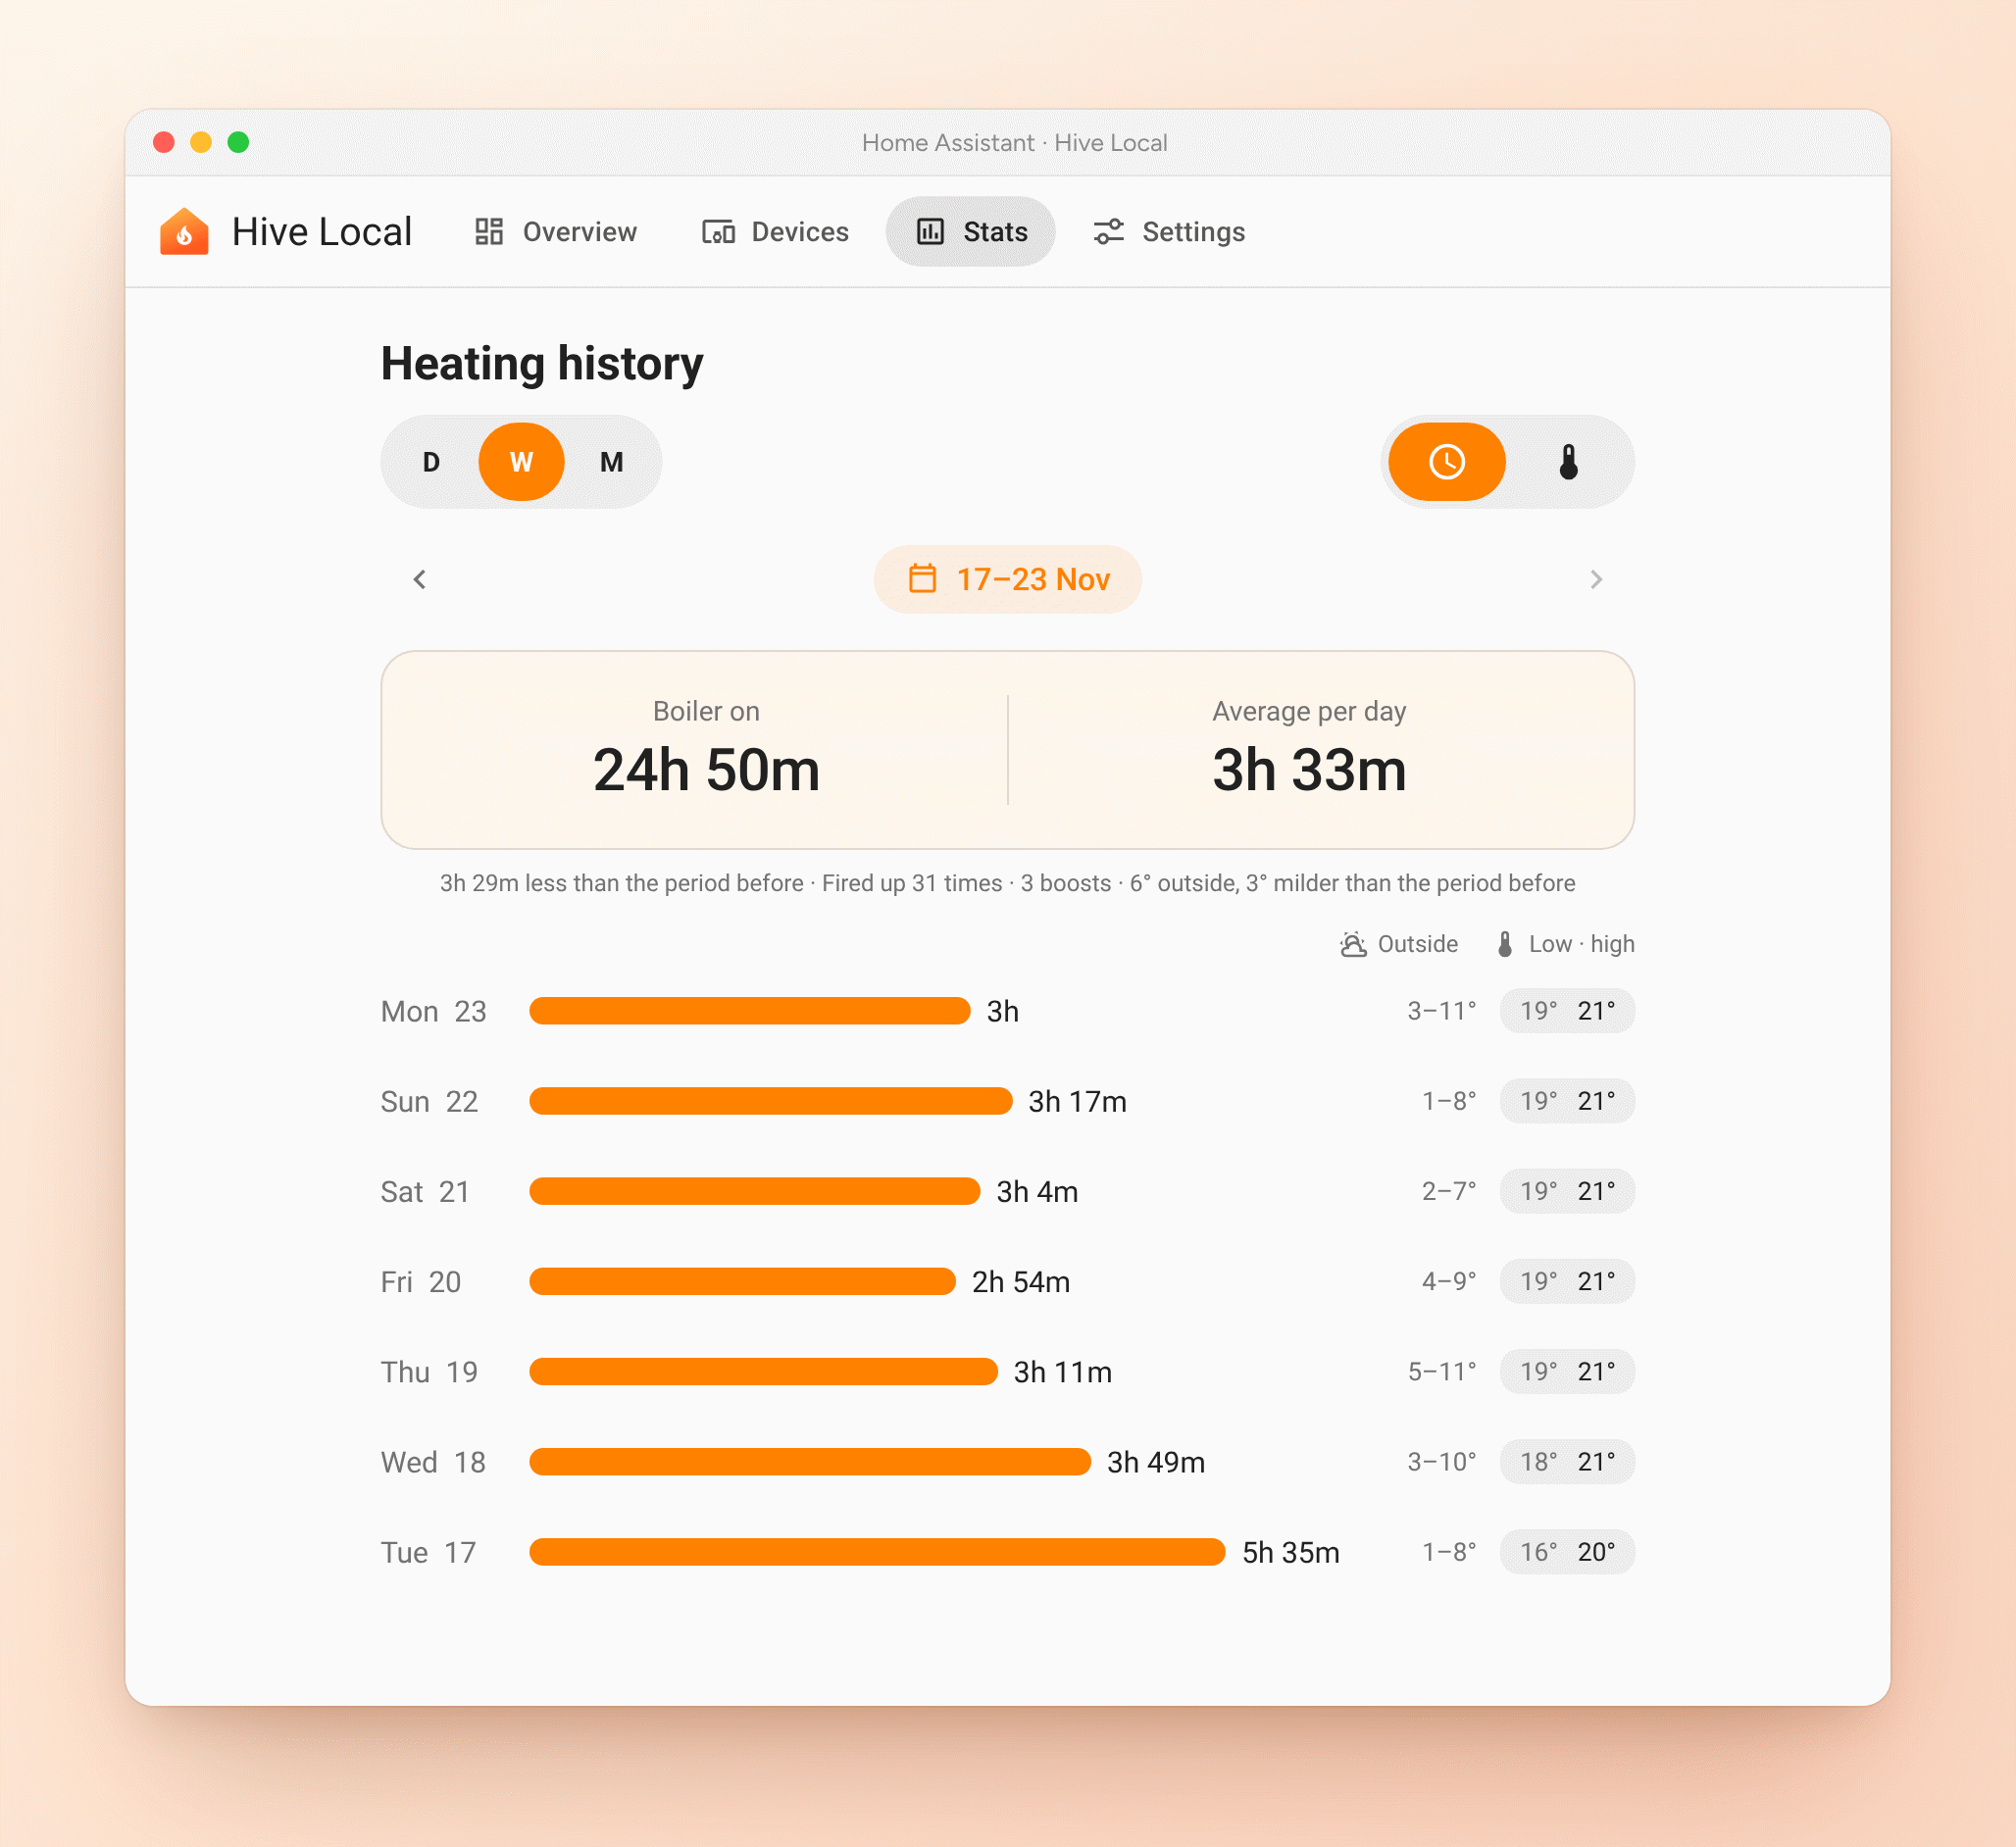 Home Assistant · Hive Local
Hive Local Overview Devices Stats Settings
Heating history
D W M
17–23 Nov
Boiler on Average per day
24h 50m 3h 33m
3h 29m less than the period before · Fired up 31 times · 3 boosts · 6° outside, 3° milder than the period before
Outside Low · high
Mon 23 3h 3–11° 19° 21°
Sun 22 3h 17m 1–8° 19° 21°
Sat 21 3h 4m 2–7° 19° 21°
Fri 20 2h 54m 4–9° 19° 21°
Thu 19 3h 11m 5–11° 19° 21°
Wed 18 3h 49m 3–10° 18° 21°
Tue 17 5h 35m 1–8° 16° 20°